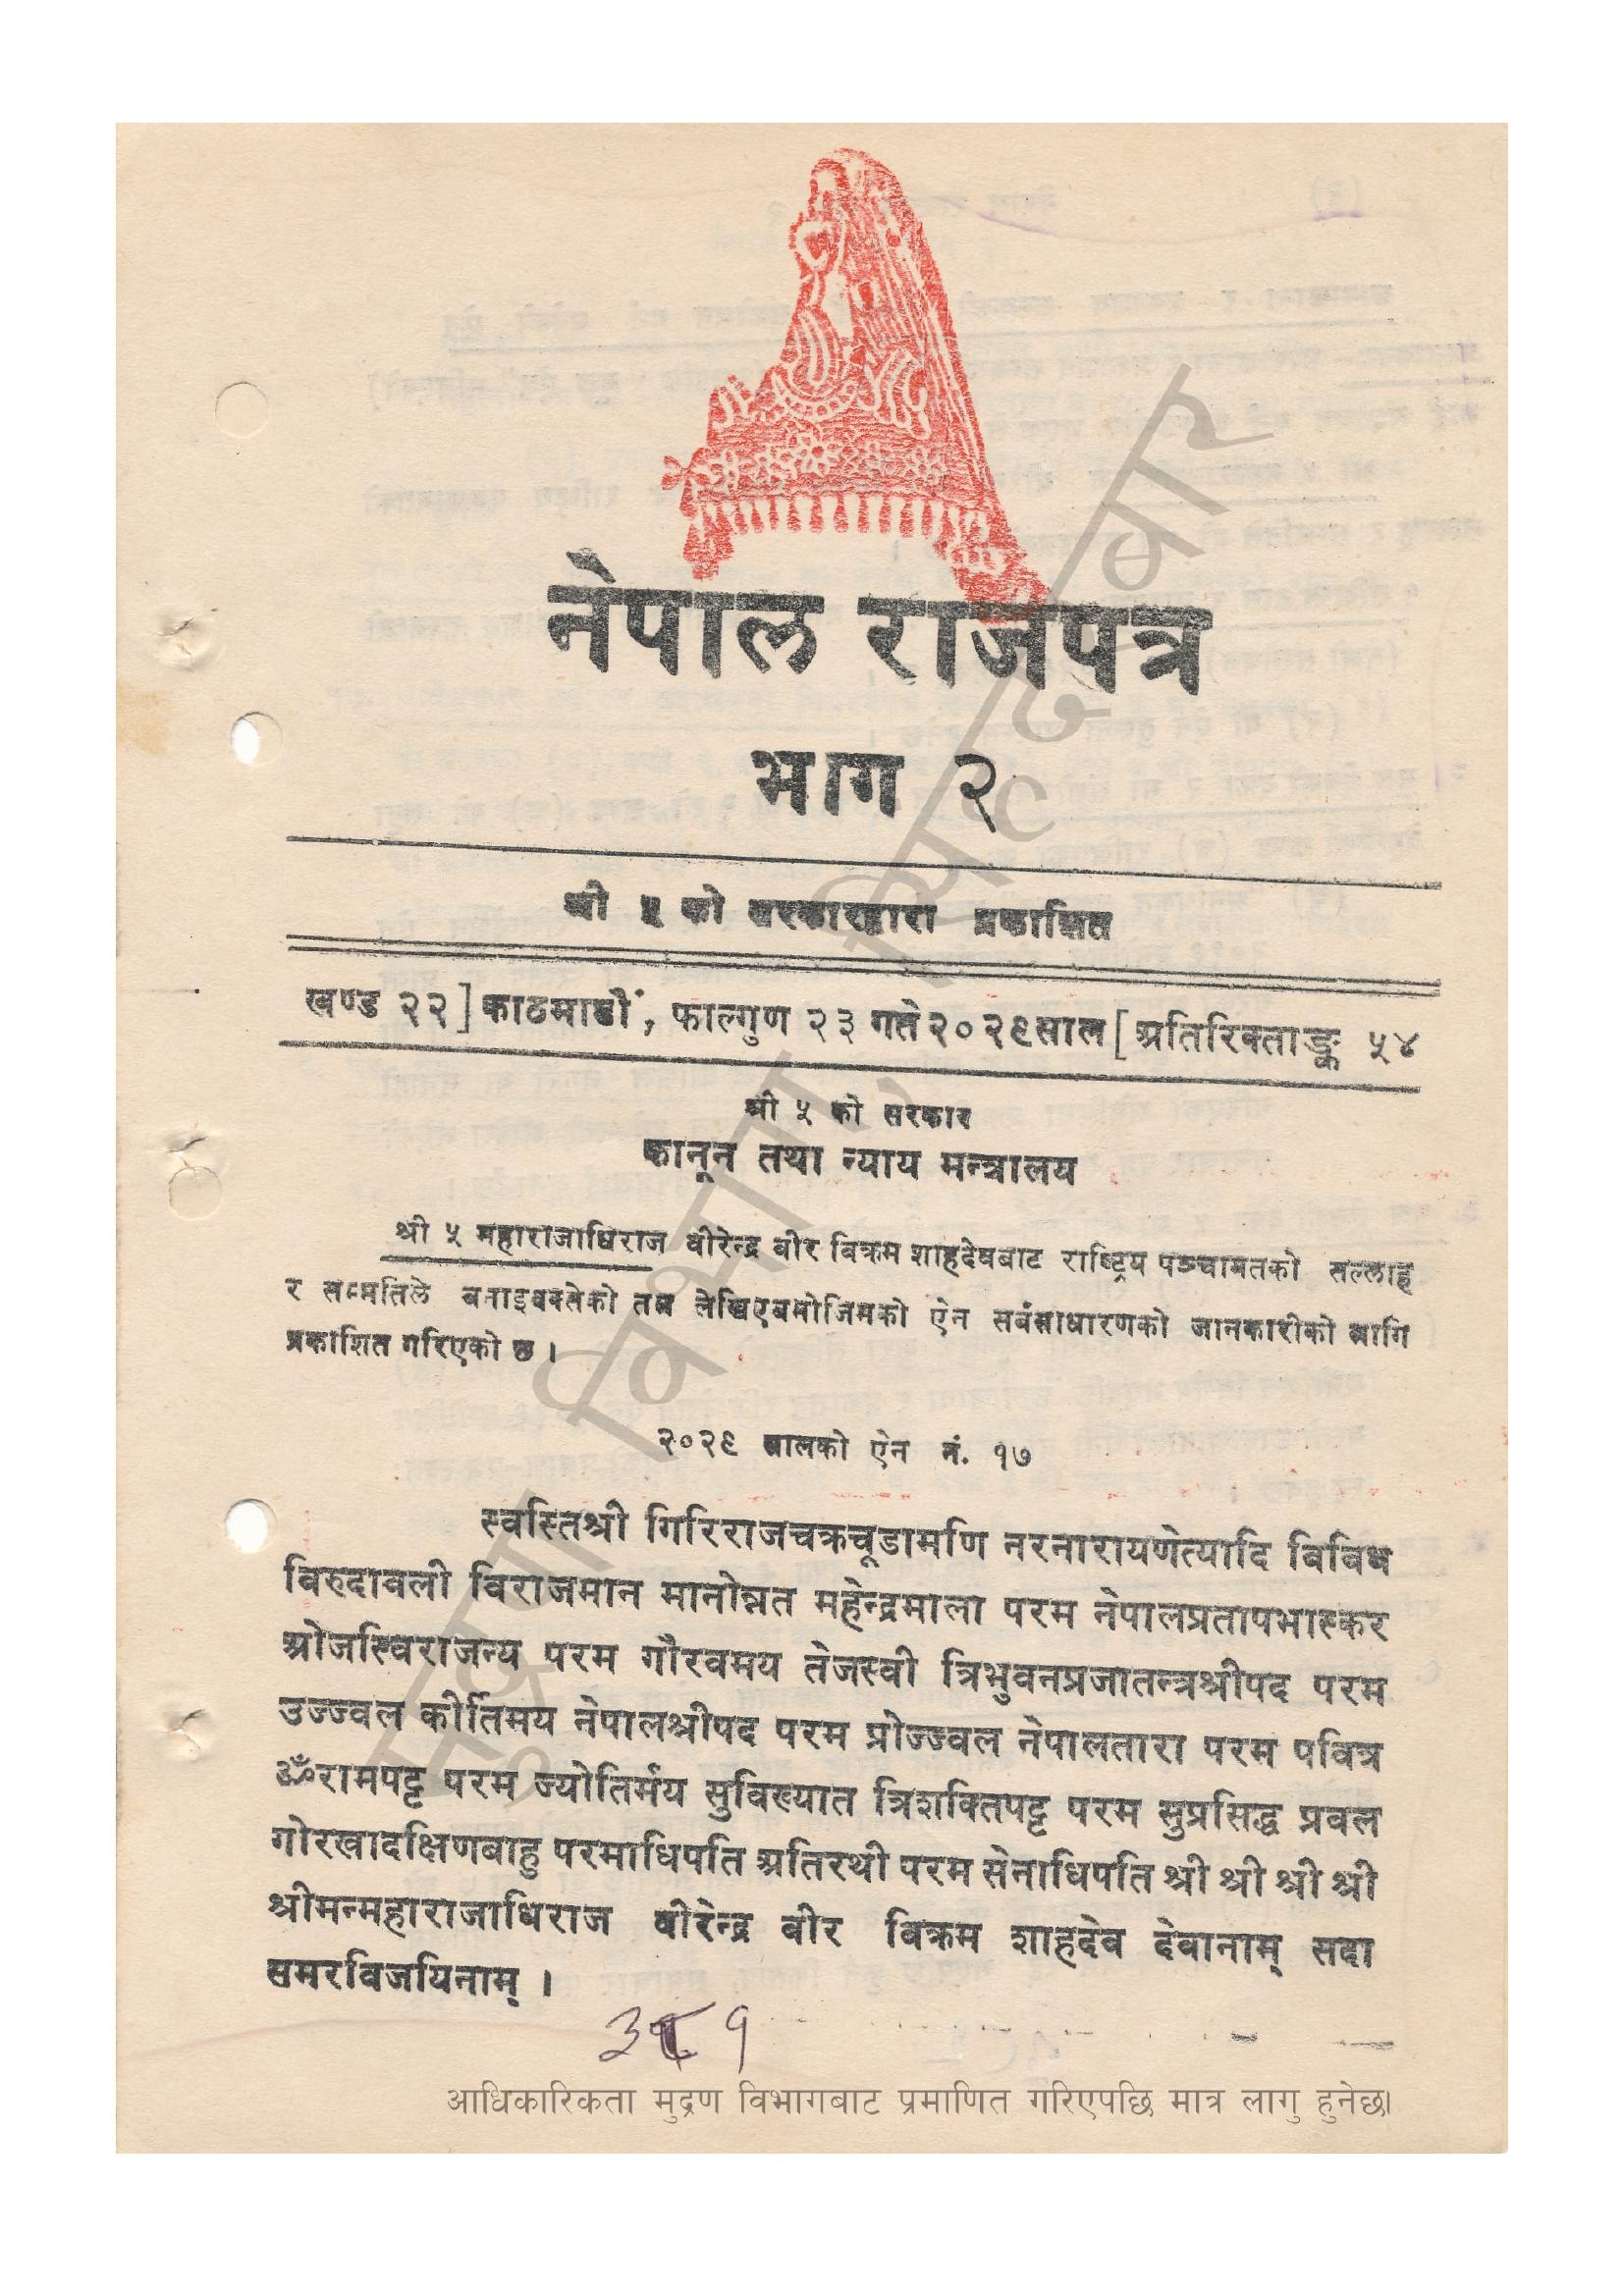 नेपाल राजपत्र
भाग २
श्री ५ को सरकारद्वारा प्रकाशित
खण्ड २२] काठमाडौं, फाल्गुण २३ गते २०२९ साल [अतिरिक्ताङ्क ५४
श्री ५ को सरकार
कानून तथा न्याय मन्त्रालय
श्री ५ महाराजाधिराज वीरेन्द्र वीर विक्रम शाहदेवबाट राष्ट्रिय पञ्चायतको सल्लाह
र सम्मतिले बनाइबक्सेको तल लेखिएबमोजिमको ऐन सर्वसाधारणको जानकारीको लागि
प्रकाशित गरिएको छ ।
२०२९ सालको ऐन नं. १७
स्वस्तिश्री गिरिराजचक्रचूडामणि नरनारायणेत्यादि विविध
विरुदावली विराजमान मानोन्नत महेन्द्रमाला परम नेपालप्रतापभास्कर
ओजस्विराजन्य परम गौरवमय तेजस्वी त्रिभुवनप्रजातन्त्रश्रीपद परम
उज्ज्वल कीर्तिमय नेपालश्रीपद परम प्रोज्ज्वल नेपालतारा परम पवित्र
ॐरामपट्ट परम ज्योतिर्मय सुविख्यात त्रिशक्तिपट्ट परम सुप्रसिद्ध प्रवल
गोरखादक्षिणबाहु परमाधिपति अतिरथी परम सेनाधिपति श्री श्री श्री श्री
श्रीमन्महाराजाधिराज वीरेन्द्र वीर विक्रम शाहदेव देवानाम् सदा
समरविजयिनाम् ।
आधिकारिकता मुद्रण विभागबाट प्रमाणित गरिएपछि मात्र लागु हुनेछ।